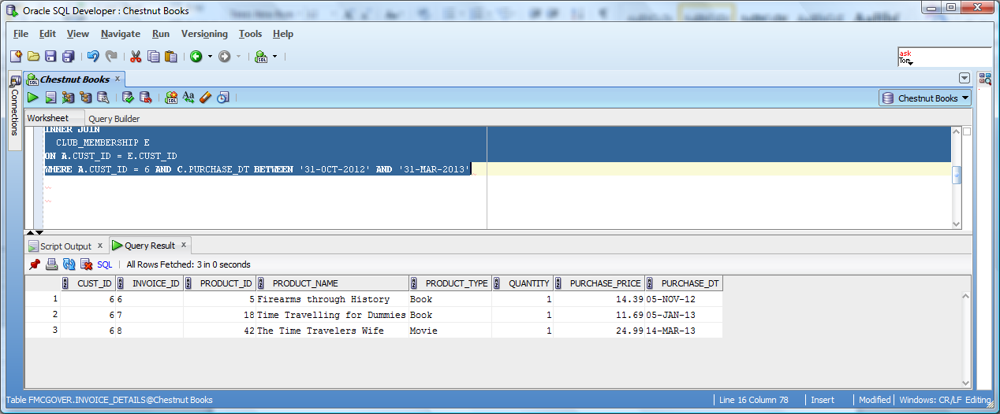 Oracle SQL Developer : Chestnut Books
File Edit View Navigate Run Versioning Tools Help
ask
Tom
Connections
Chestnut Books
Chestnut Books
Worksheet Query Builder
INNER JOIN
CLUB_MEMBERSHIP E
ON A.CUST_ID = E.CUST_ID
WHERE A.CUST_ID = 6 AND C.PURCHASE_DT BETWEEN '31-OCT-2012' AND '31-MAR-2013'
Script Output Query Result
SQL All Rows Fetched: 3 in 0 seconds
CUST_ID INVOICE_ID PRODUCT_ID PRODUCT_NAME PRODUCT_TYPE QUANTITY PURCHASE_PRICE PURCHASE_DT
1 6 6 5 Firearms through History Book 1 14.39 05-NOV-12
2 6 7 18 Time Travelling for Dummies Book 1 11.69 05-JAN-13
3 6 8 42 The Time Travelers Wife Movie 1 24.99 14-MAR-13
Table FMCGOVER.INVOICE_DETAILS@Chestnut Books Line 16 Column 78 Insert Modified Windows: CR/LF Editing